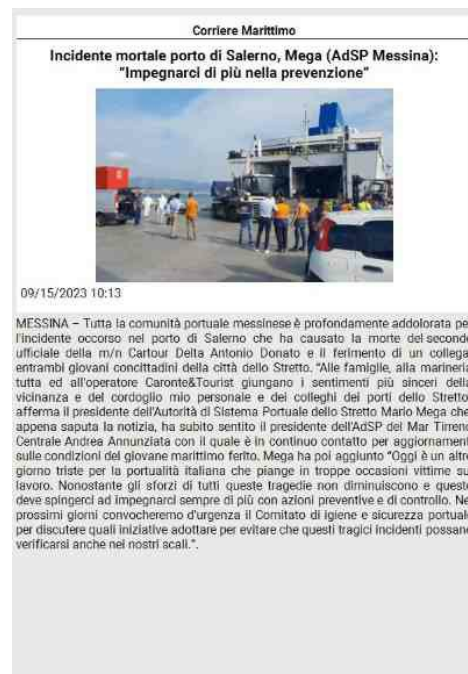 Corriere Marittimo
Incidente mortale porto di Salerno, Mega (AdSP Messina):
"Impegnarci di più nella prevenzione"
09/15/2023 10:13
MESSINA – Tutta la comunità portuale messinese è profondamente addolorata pe
l'incidente occorso nel porto di Salerno che ha causato la morte del secondo
ufficiale della m/n Cartour Delta Antonio Donato e il ferimento di un collega
entrambi giovani concittadini della città dello Stretto. "Alle famiglie, alla marineria
tutta ed all'operatore Caronte&Tourist giungano i sentimenti più sinceri della
vicinanza e del cordoglio mio personale e dei colleghi dei porti dello Stretto
afferma il presidente dell'Autorità di Sistema Portuale dello Stretto Mario Mega che
appena saputa la notizia, ha subito sentito il presidente dell'AdSP del Mar Tirreno
Centrale Andrea Annunziata con il quale è in continuo contatto per aggiornament
sulle condizioni del giovane marittimo ferito. Mega ha poi aggiunto "Oggi è un altro
giorno triste per la portualità italiana che piange in troppe occasioni vittime su
lavoro. Nonostante gli sforzi di tutti queste tragedie non diminuiscono e questo
deve spingerci ad impegnarci sempre di più con azioni preventive e di controllo. Ne
prossimi giorni convocheremo d'urgenza il Comitato di igiene e sicurezza portuale
per discutere quali iniziative adottare per evitare che questi tragici incidenti possano
verificarsi anche nei nostri scali.".